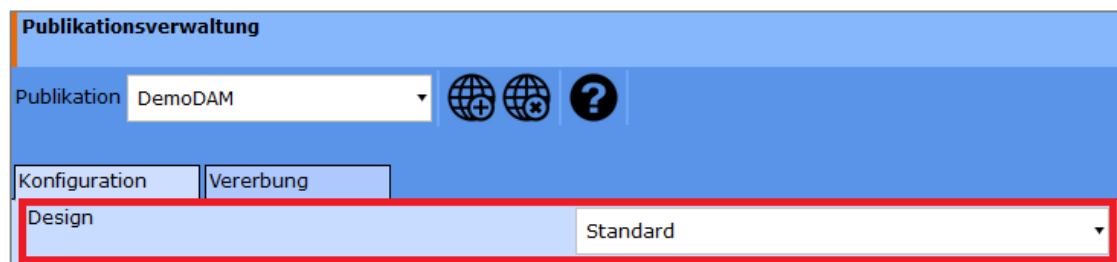 Publikationsverwaltung
Publikation DemoDAM
Konfiguration Vererbung
Design Standard